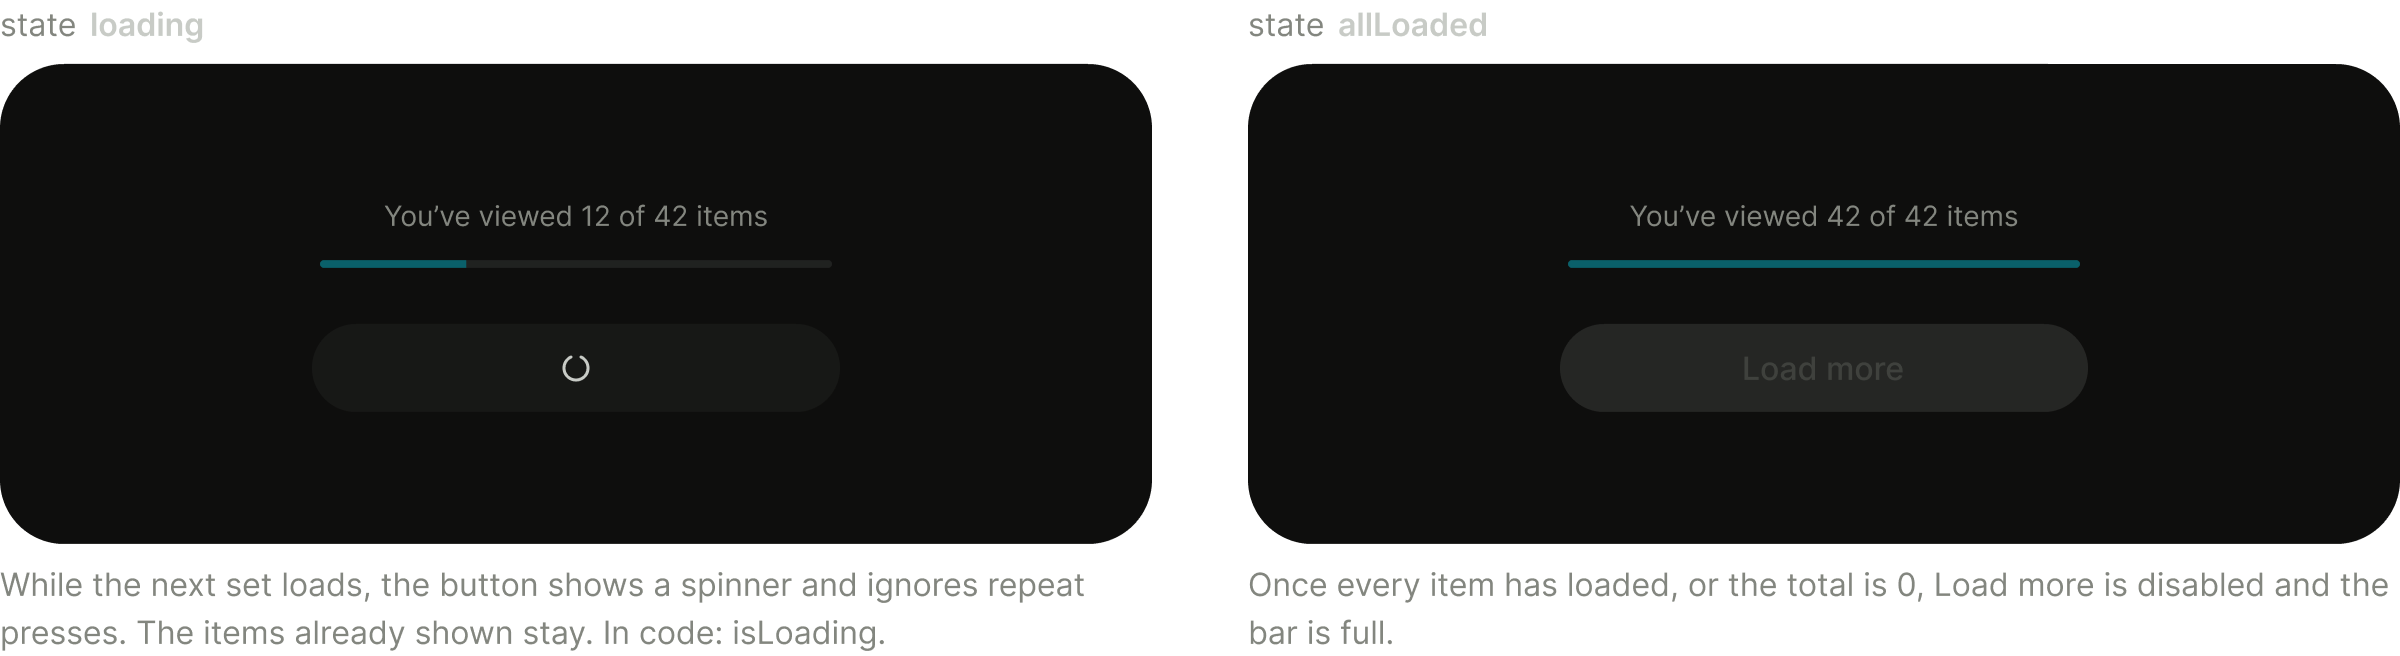 state loading
You’ve viewed 12 of 42 items
While the next set loads, the button shows a spinner and ignores repeat
presses. The items already shown stay. In code: isLoading.
state allLoaded
You’ve viewed 42 of 42 items
Load more
Once every item has loaded, or the total is 0, Load more is disabled and the
bar is full.